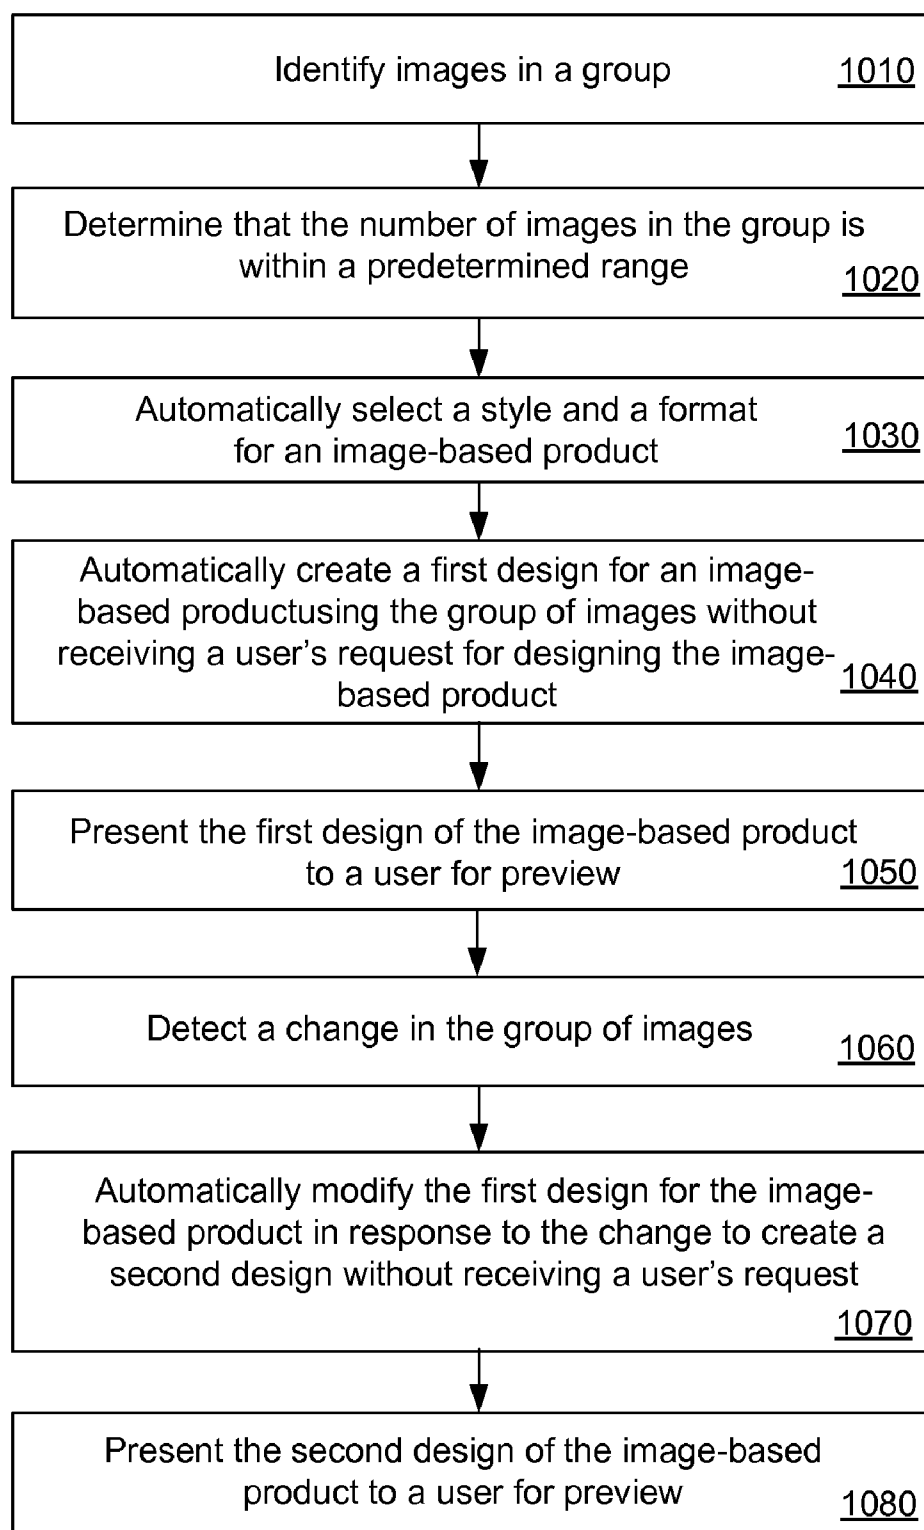 Identify images in a group
1010
Determine that the number of images in the group is
within a predetermined range
1020
Automatically select a style and a format
for an image-based product
1030
Automatically create a first design for an image-
based productusing the group of images without
receiving a user's request for designing the image-
based product
1040
Present the first design of the image-based product
to a user for preview
1050
Detect a change in the group of images
1060
Automatically modify the first design for the image-
based product in response to the change to create a
second design without receiving a user's request
1070
Present the second design of the image-based
product to a user for preview
1080